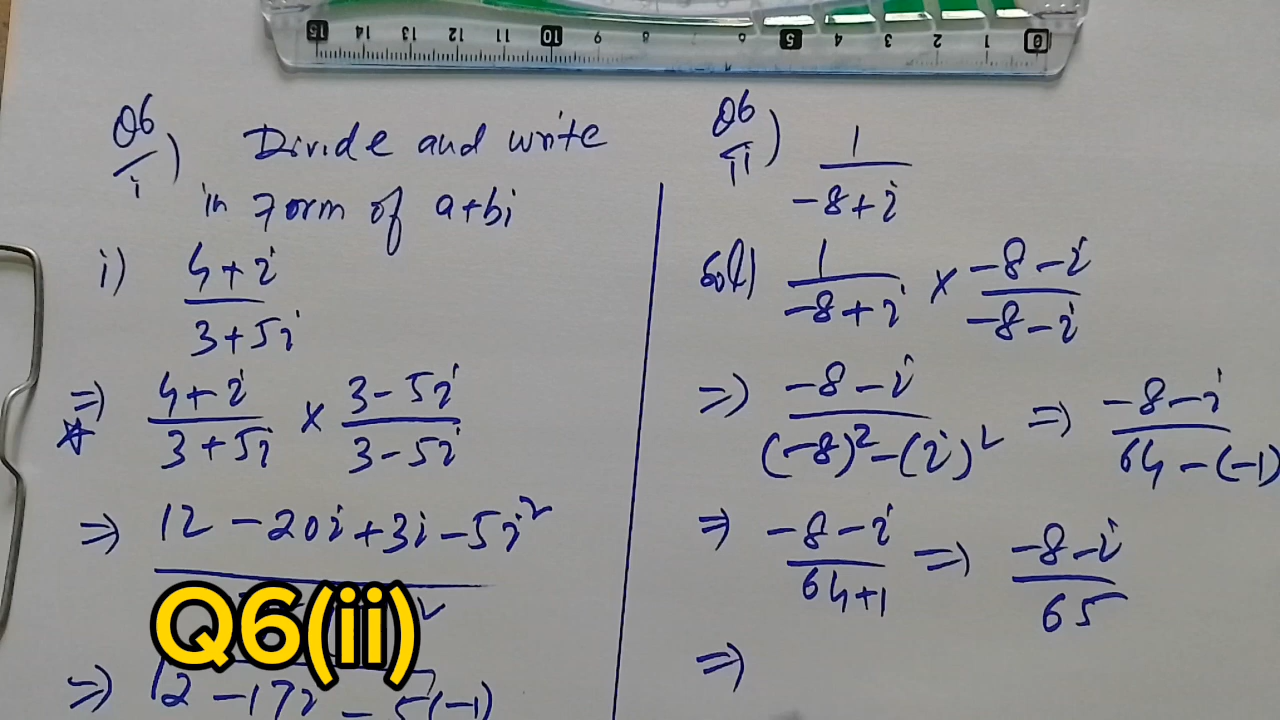 15 14 13 12 11 10 9 8 7 6 5 4 3 2 1 0
Q6
i) Divide and write
in form of a+bi
i) 4+i
3+5i
=> 4+i × 3-5i
3+5i 3-5i
=> 12 -20i+3i-5i²
²
=> 12 -17i - 5(-1)
Q6
ii) 1
-8+i
Sol) 1 × -8-i
-8+i -8-i
=> -8-i => -8-i
(-8)²-(i)² 64-(-1)
=> -8-i => -8-i
64+1 65
=>
Q6(ii)